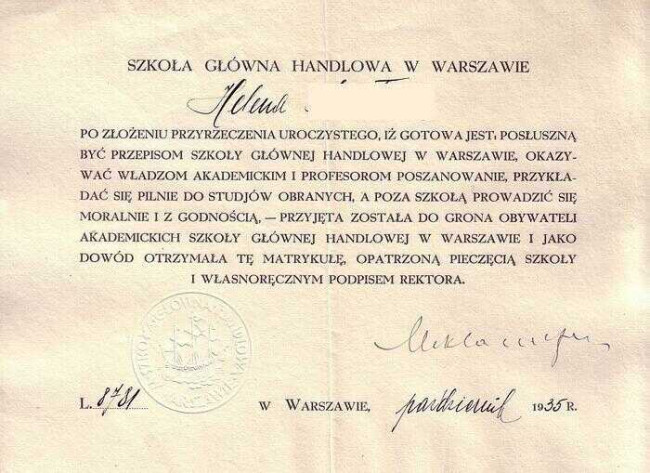 SZKOŁA GŁÓWNA HANDLOWA W WARSZAWIE
Helena
PO ZŁOŻENIU PRZYRZECZENIA UROCZYSTEGO, IŻ GOTOWA JEST: POSŁUSZNĄ
BYĆ PRZEPISOM SZKOŁY GŁÓWNEJ HANDLOWEJ W WARSZAWIE, OKAZY-
WAĆ WŁADZOM AKADEMICKIM I PROFESOROM POSZANOWANIE, PRZYKŁA-
DAĆ SIĘ PILNIE DO STUDJÓW OBRANYCH, A POZA SZKOŁĄ PROWADZIĆ SIĘ
MORALNIE I Z GODNOŚCIĄ, — PRZYJĘTA ZOSTAŁA DO GRONA OBYWATELI
AKADEMICKICH SZKOŁY GŁÓWNEJ HANDLOWEJ W WARSZAWIE I JAKO
DOWÓD OTRZYMAŁA TĘ MATRYKUŁĘ, OPATRZONĄ PIECZĘCIĄ SZKOŁY
I WŁASNORĘCZNYM PODPISEM REKTORA.
L. 8781 W WARSZAWIE, październik 1935 R.